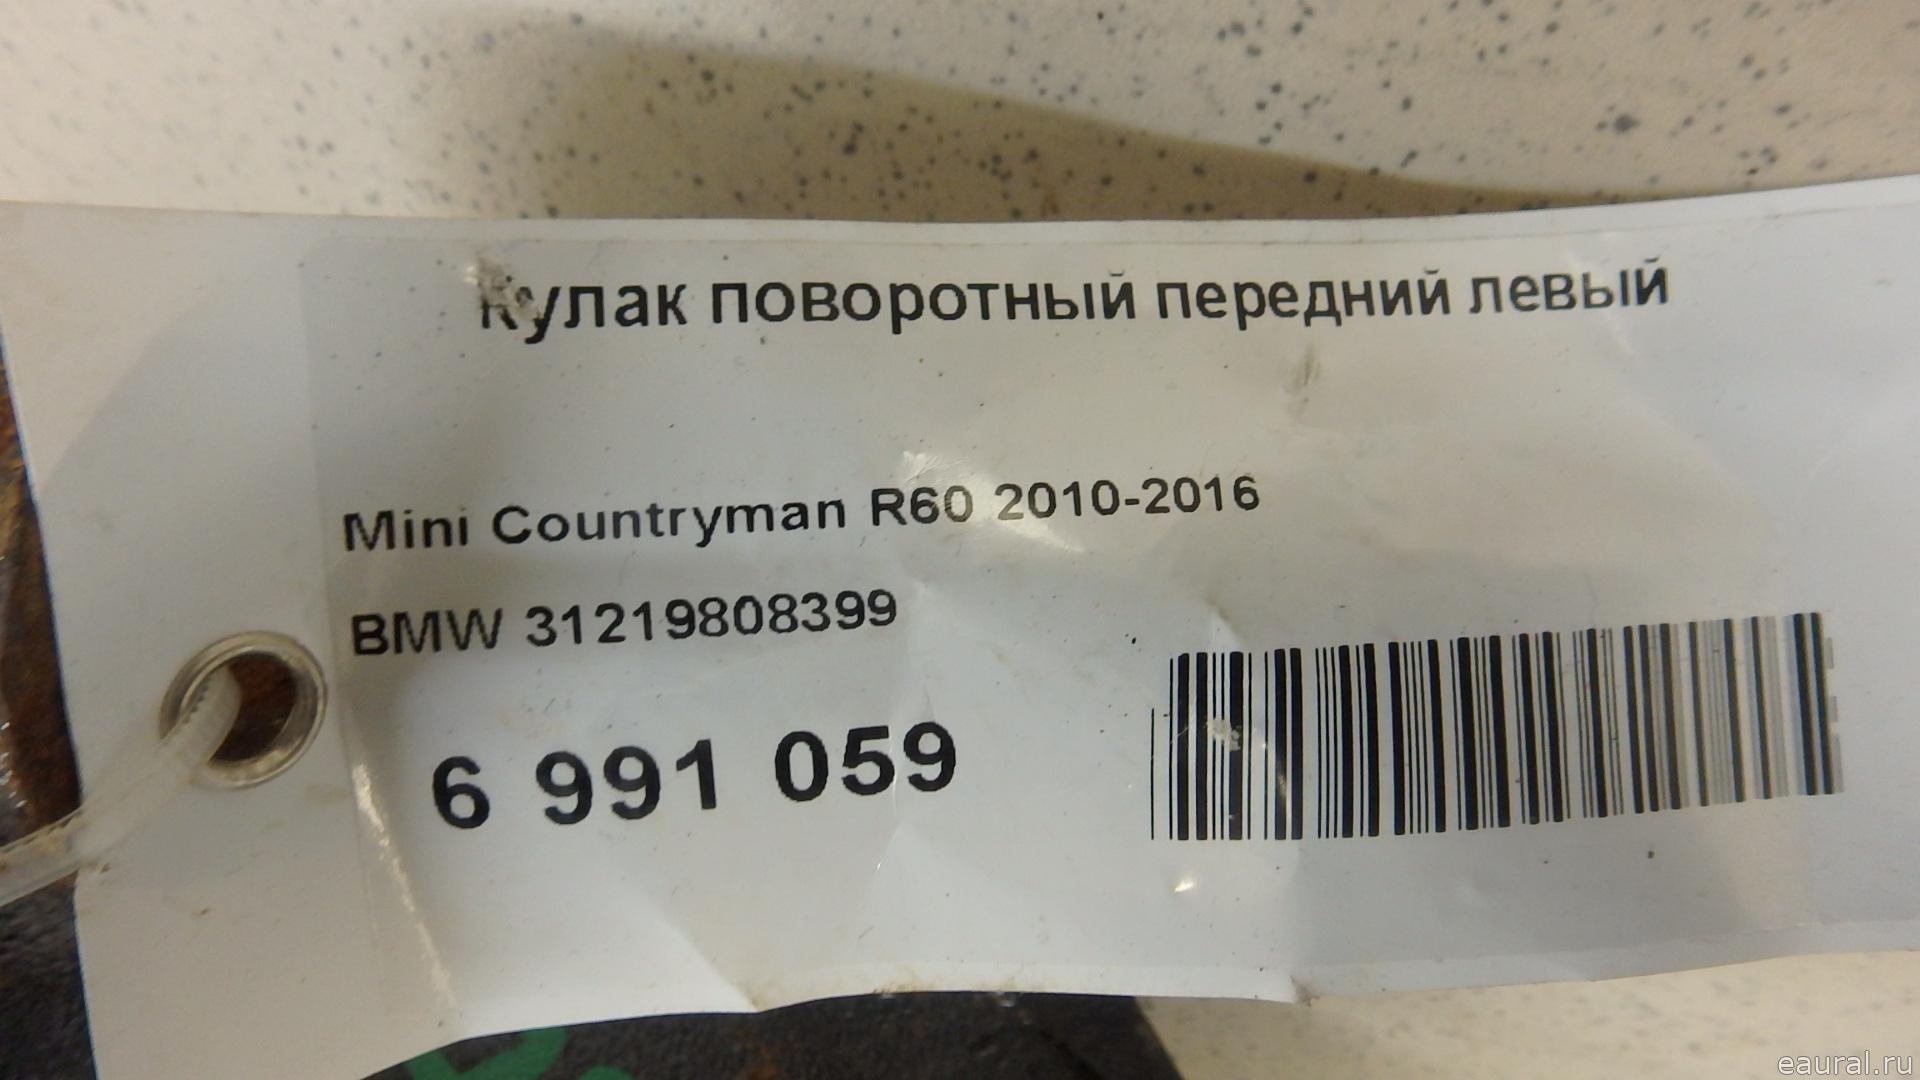 Кулак поворотный передний левый
Mini Countryman R60 2010-2016
BMW 31219808399
6 991 059
eaural.ru